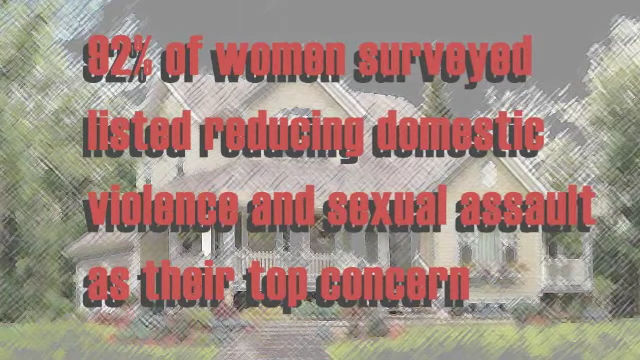 92% of women surveyed
listed reducing domestic
violence and sexual assault
as their top concern